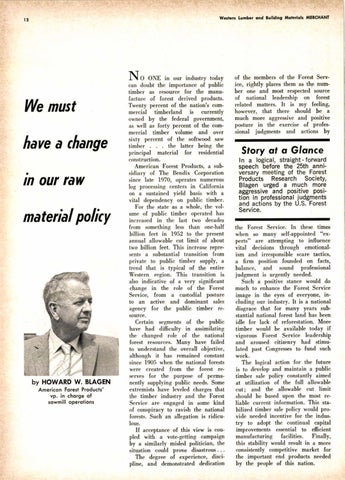 12
Western Lumber and Building Materials MERCHANT
We must
have a change
in our raw
material policy
by HOWARD W. BLAGEN
American Forest Products'
vp. in charge of
sawmill operations
NO ONE in our industry today
can doubt the importance of public
timber as resource for the manu-
facture of forest derived products.
Twenty percent of the nation's com-
mercial timberland is currently
owned by the federal government,
as well as forty percent of the com-
mercial timber volume and over
sixty percent of the softwood saw
timber . . . the latter being the
principal material for residential
construction.
American Forest Products, a sub-
sidiary of The Bendix Corporation
since late 1970, operates numerous
log processing centers in California
on a sustained yield basis with a
vital dependency on public timber.
For the state as a whole, the vol-
ume of public timber operated has
increased in the last two decades
from something less than one-half
billion feet in 1952 to the present
annual allowable cut limit of about
two billion feet. This increase repre-
sents a substantial transition from
private to public timber supply, a
trend that is typical of the entire
Western region. This transition is
also indicative of a very significant
change in the role of the Forest
Service, from a custodial posture
to an active and dominant sales
agency for the public timber re-
source.
Certain segments of the public
have had difficulty in assimilating
the changed role of the national
forest resources. Many have failed
to understand the overall objective,
although it has remained constant
since 1905 when the national forests
were created from the forest re-
serves for the purpose of perma-
nently supplying public needs. Some
extremists have leveled charges that
the timber industry and the Forest
Service are engaged in some kind
of conspiracy to ravish the national
forests. Such an allegation is ridicu-
lous.
If acceptance of this view is cou-
pled with a vote-getting campaign
by a similarly misled politician, the
situation could prove disastrous . . .
The degree of experience, disci-
pline, and demonstrated dedication
of the members of the Forest Serv-
ice, rightly places them as the num-
ber one and most respected source
of national leadership on forest
related matters. It is my feeling,
however, that there should be a
much more aggressive and positive
posture in the exercise of profes-
sional judgments and actions by
Story at a Glance
In a logical, straight-forward
speech before the 25th anni-
versary meeting of the Forest
Products Research Society,
Blagen urged a much more
aggressive and positive posi-
tion in professional judgments
and actions by the U.S. Forest
Service.
the Forest Service. In these times
when so many self-appointed "ex-
perts" are attempting to influence
vital decisions through emotional-
ism and irresponsible scare tactics,
a firm position founded on facts,
balance, and sound professional
judgment is urgently needed.
Such a positive stance would do
much to enhance the Forest Service
image in the eyes of everyone, in-
cluding our industry. It is a national
disgrace that for many years sub-
stantial national forest land has been
idle for lack of reforestation. More
timber would be available today if
vigorous Forest Service leadership
and aroused citizenry had stimu-
lated past Congresses to fund such
work.
The logical action for the future
is to develop and maintain a public
timber sale policy constantly aimed
at utilization of the full allowable
cut; and the allowable cut limit
should be based upon the most re-
liable current information. This sta-
bilized timber sale policy would pro-
vide needed incentive for the indus-
try to adopt the continual capital
improvements essential to efficient
manufacturing facilities. Finally,
this stability would result in a more
consistently competitive market for
the important end products needed
by the people of this nation.